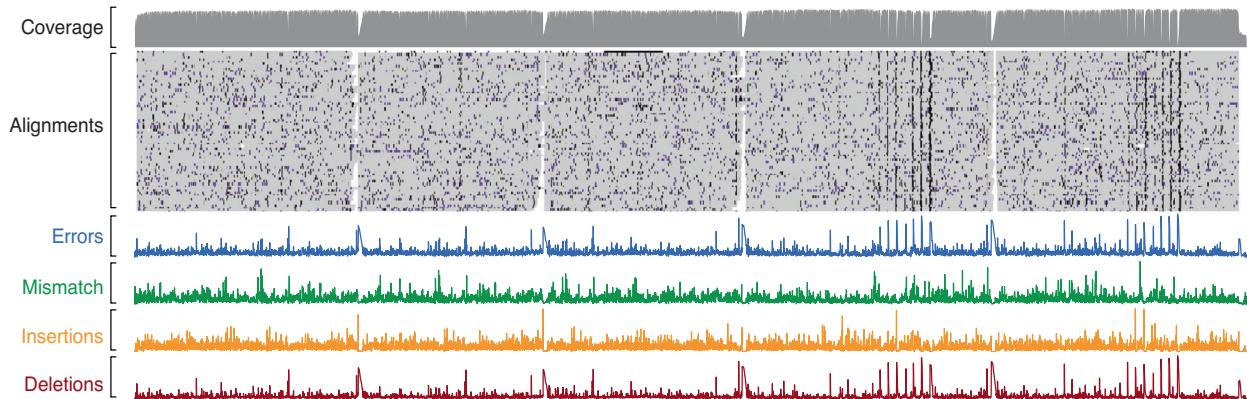 Coverage
Alignments
Errors
Mismatch
Insertions
Deletions